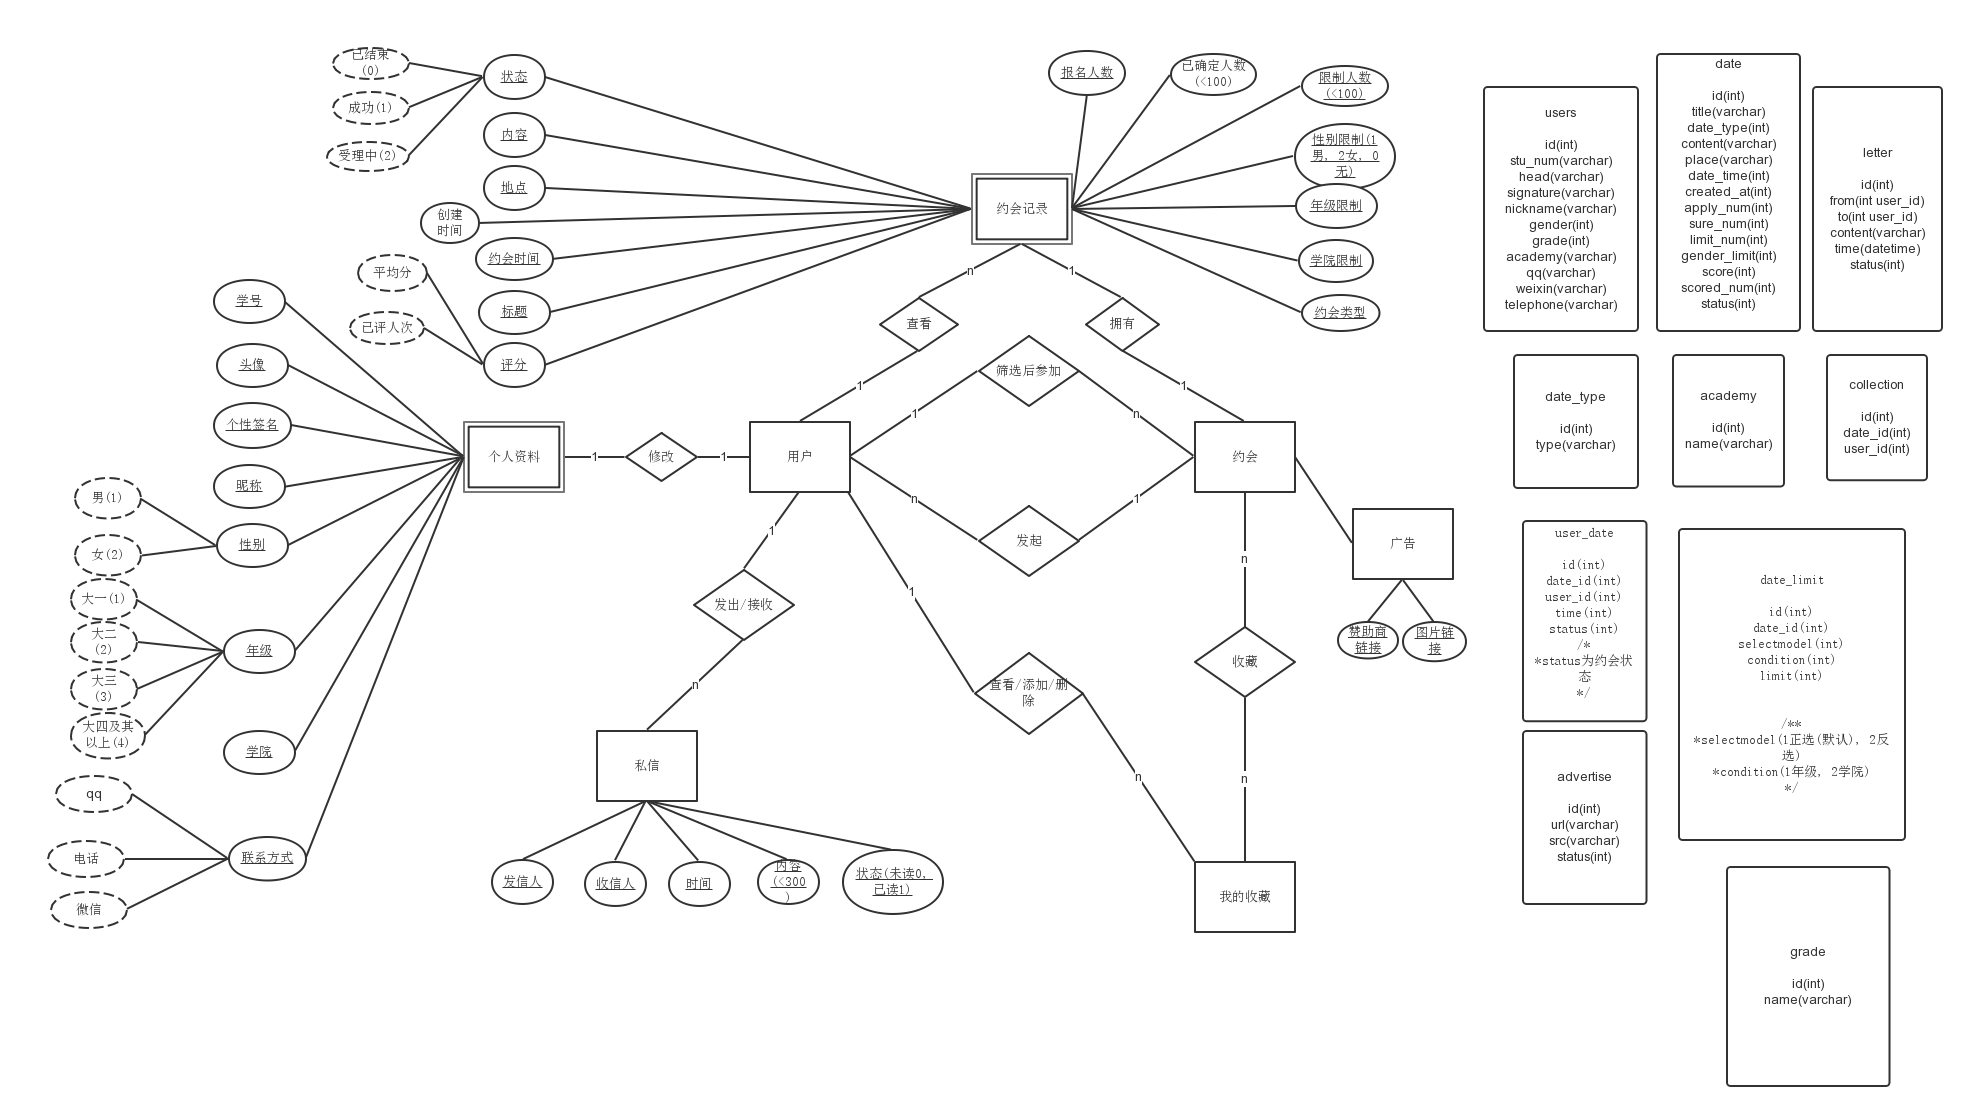 已结束
(0)
成功(1)
受理中(2)
状态
内容
地点
创建
时间
约会时间
平均分
已评人次
标题
评分
约会记录
报名人数
已确定人数
(<100)
限制人数
(<100)
性别限制(1
男, 2女, 0
无)
年级限制
学院限制
约会类型
n
1
查看
拥有
1
1
学号
头像
个性签名
昵称
性别
男(1)
女(2)
大一(1)
大二
(2)
大三
(3)
大四及其
以上(4)
年级
学院
qq
电话
微信
联系方式
个人资料
1
修改
1
用户
1
筛选后参加
n
n
发起
1
约会
广告
赞助商
链接
图片链
接
1
发出/接收
n
私信
发信人
收信人
时间
内容
(<300
)
状态(未读0,
已读1)
1
查看/添加/删
除
n
n
收藏
n
我的收藏
users
id(int)
stu_num(varchar)
head(varchar)
signature(varchar)
nickname(varchar)
gender(int)
grade(int)
academy(varchar)
qq(varchar)
weixin(varchar)
telephone(varchar)
date
id(int)
title(varchar)
date_type(int)
content(varchar)
place(varchar)
date_time(int)
created_at(int)
apply_num(int)
sure_num(int)
limit_num(int)
gender_limit(int)
score(int)
scored_num(int)
status(int)
letter
id(int)
from(int user_id)
to(int user_id)
content(varchar)
time(datetime)
status(int)
date_type
id(int)
type(varchar)
academy
id(int)
name(varchar)
collection
id(int)
date_id(int)
user_id(int)
user_date
id(int)
date_id(int)
user_id(int)
time(int)
status(int)
/*
*status为约会状
态
*/
date_limit
id(int)
date_id(int)
selectmodel(int)
condition(int)
limit(int)
/**
*selectmodel(1正选(默认), 2反
选)
*condition(1年级, 2学院)
*/
advertise
id(int)
url(varchar)
src(varchar)
status(int)
grade
id(int)
name(varchar)